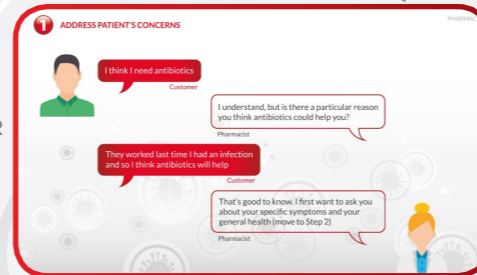 1 ADDRESS PATIENT'S CONCERNS
PHARMAC
I think I need antibiotics
Customer
I understand, but is there a particular reason
you think antibiotics could help you?
Pharmacist
They worked last time I had an infection
and so I think antibiotics will help
Customer
That's good to know. I first want to ask you
about your specific symptoms and your
general health (move to Step 2)
Pharmacist